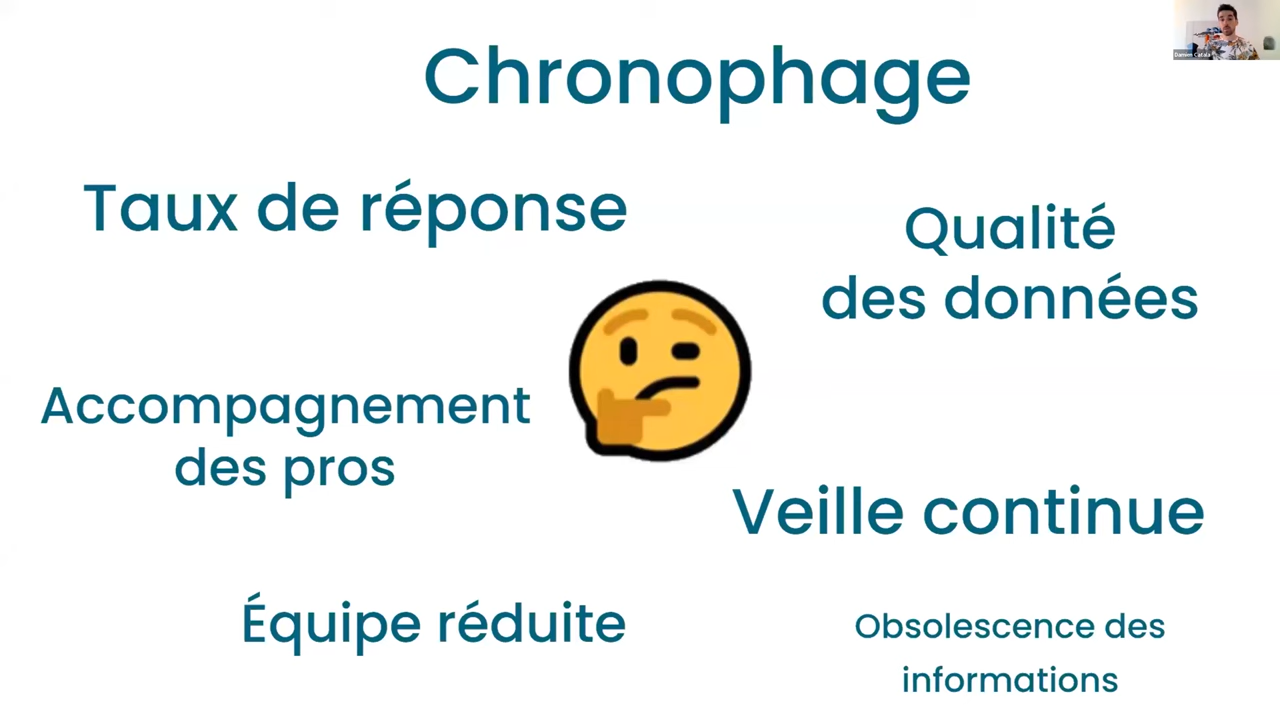 Chronophage
Taux de réponse
Qualité
des données
Accompagnement
des pros
Veille continue
Équipe réduite
Obsolescence des
informations